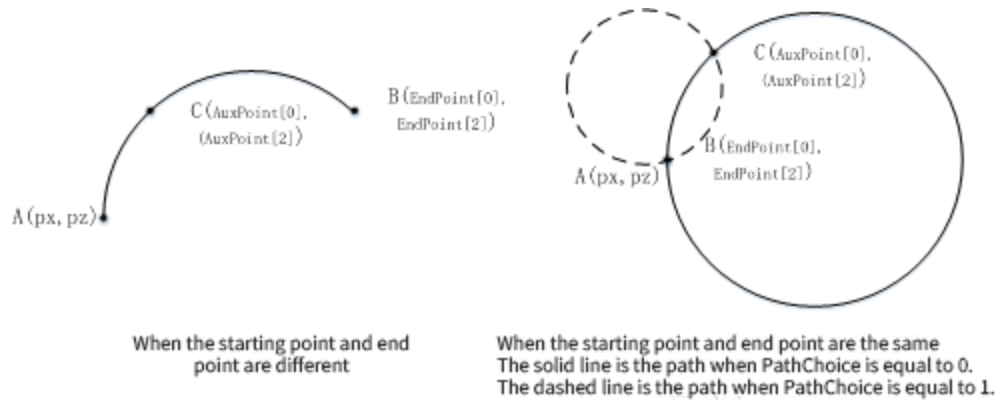 C(AuxPoint[0],
(AuxPoint[2])
B(EndPoint[0],
EndPoint[2])
A(px, pz)
When the starting point and end
point are different
C(AuxPoint[0],
(AuxPoint[2])
B(EndPoint[0],
EndPoint[2])
A(px, pz)
When the starting point and end point are the same
The solid line is the path when PathChoice is equal to 0.
The dashed line is the path when PathChoice is equal to 1.